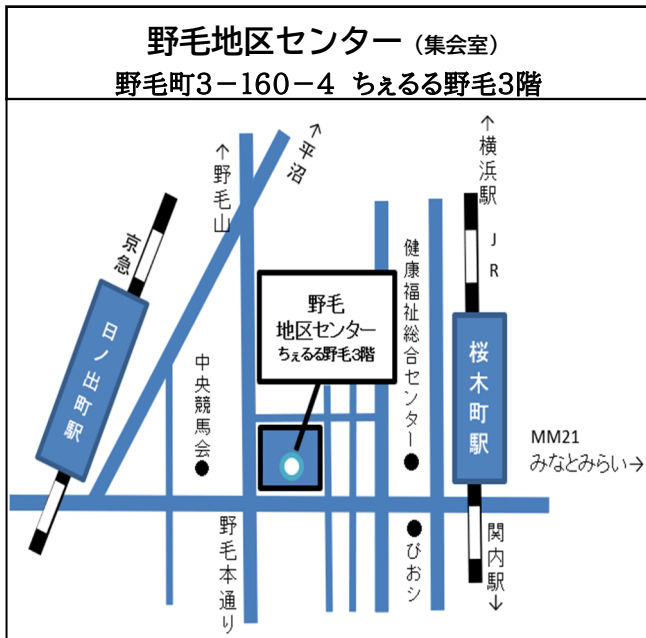 野毛地区センター（集会室）
野毛町3－160－4 ちぇるる野毛3階
↑平沼
↑野毛山
↑横浜駅
京急
JR
健康福祉総合センター
野毛
地区センター
ちぇるる野毛3階
日ノ出町駅
中央競馬会
桜木町駅
MM21
みなとみらい→
野毛本通り
ぴおシ
関内駅↓